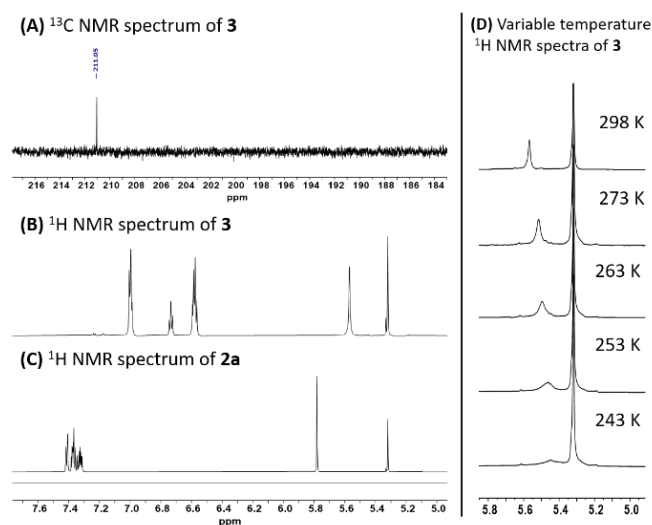 (A) ¹³C NMR spectrum of 3
— 211.05
216 214 212 210 208 206 204 202 200 198 196 194 192 190 188 186 184
ppm
(B) ¹H NMR spectrum of 3
(C) ¹H NMR spectrum of 2a
7.6 7.4 7.2 7.0 6.8 6.6 6.4 6.2 6.0 5.8 5.6 5.4 5.2 5.0
ppm
(D) Variable temperature
¹H NMR spectra of 3
298 K
273 K
263 K
253 K
243 K
5.8 5.6 5.4 5.2 5.0